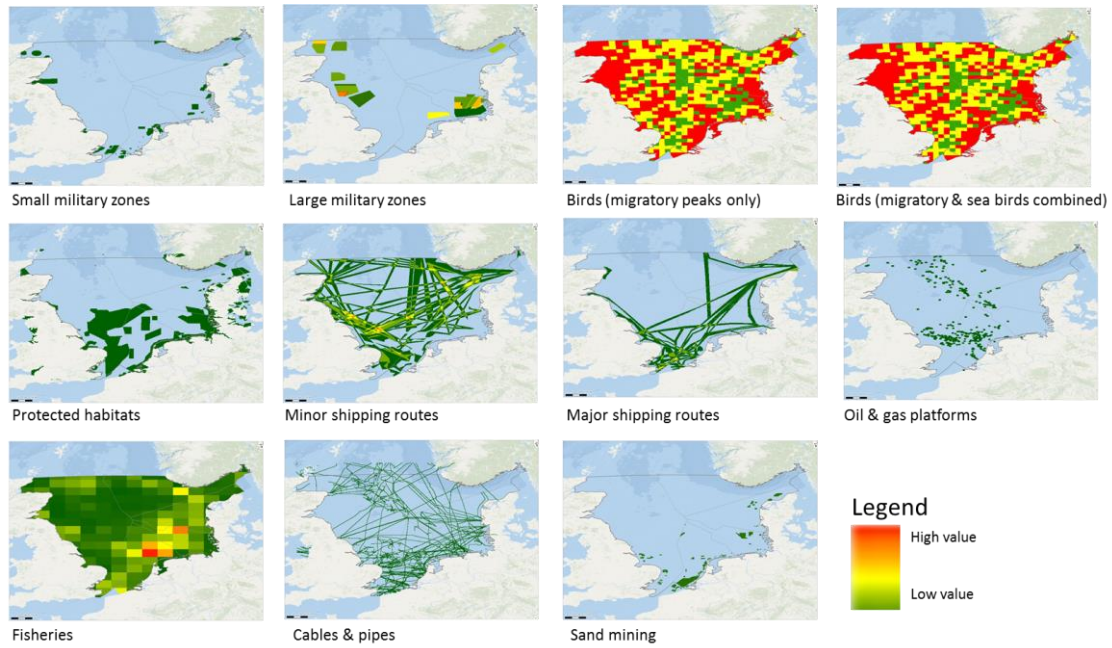 Small military zones
Large military zones
Birds (migratory peaks only)
Birds (migratory & sea birds combined)
Protected habitats
Minor shipping routes
Major shipping routes
Oil & gas platforms
Fisheries
Cables & pipes
Sand mining
Legend
High value
Low value